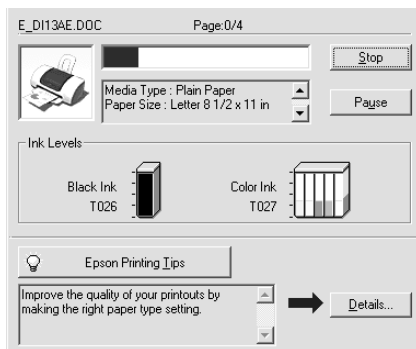 E_DI13AE.DOC Page:0/4
Stop
Media Type : Plain Paper
Paper Size : Letter 8 1/2 x 11 in
Pause
Ink Levels
Black Ink
T026
Color Ink
T027
Epson Printing Tips
Improve the quality of your printouts by
making the right paper type setting.
Details...